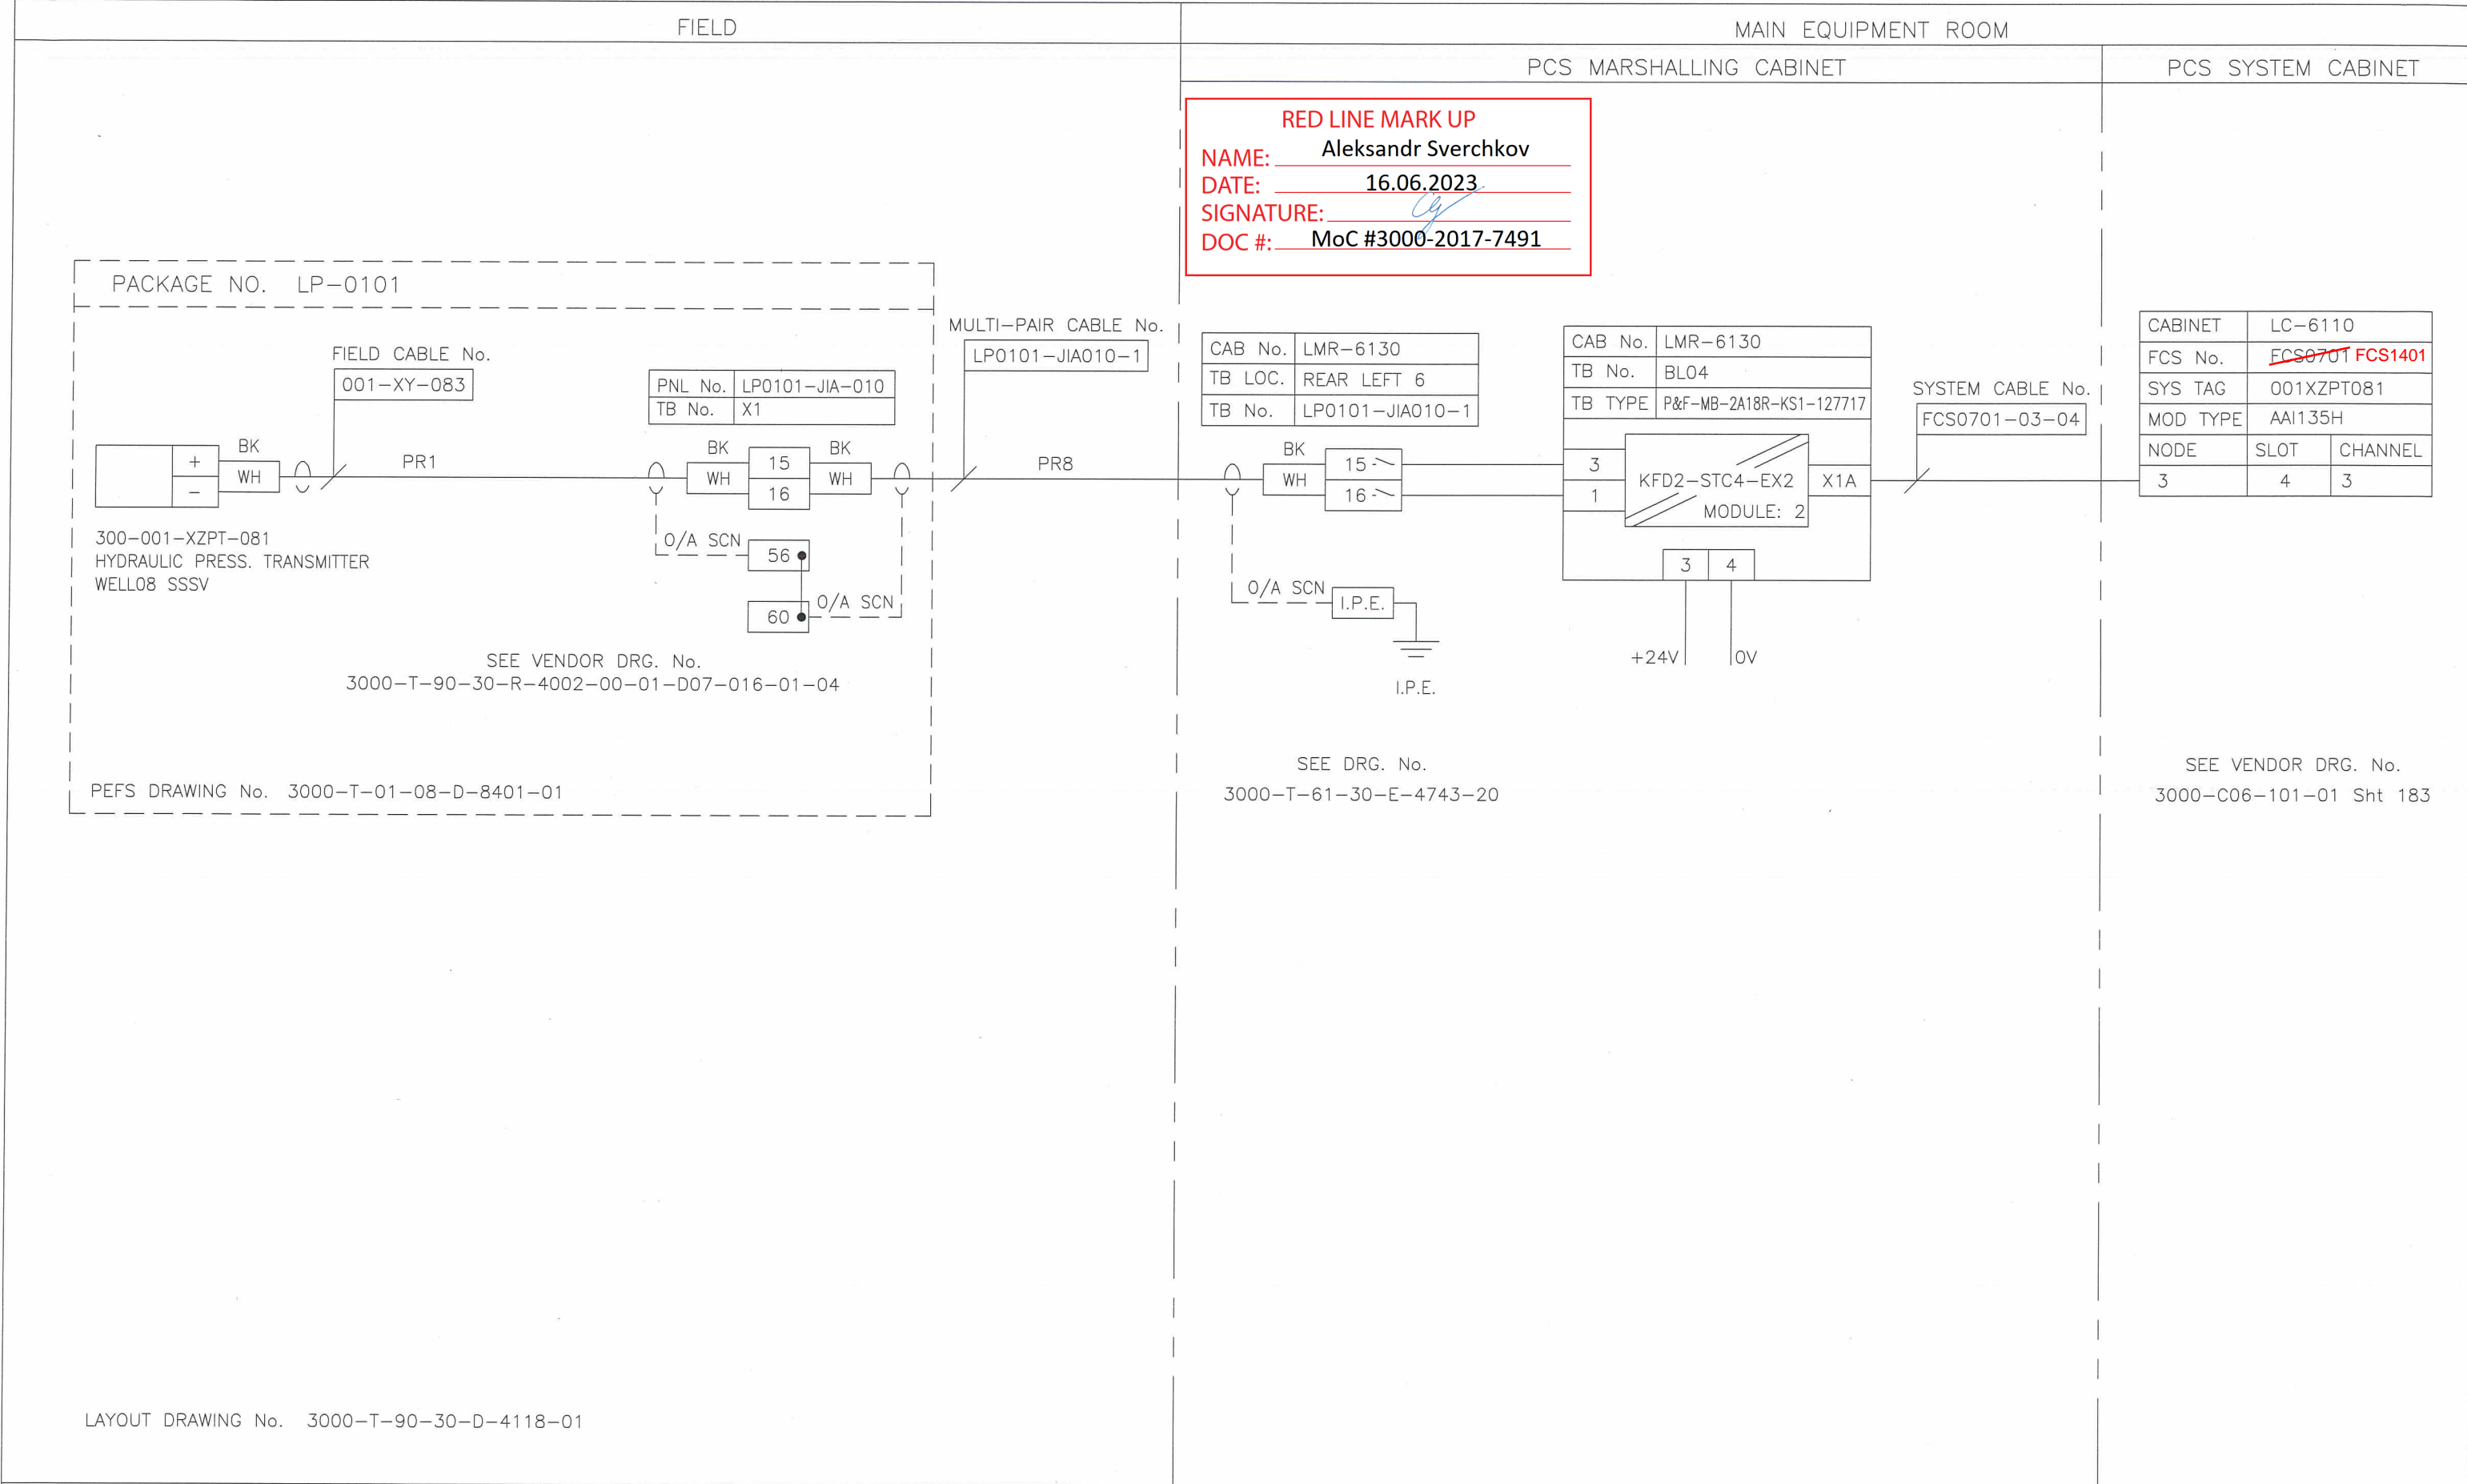 FIELD
MAIN EQUIPMENT ROOM
PCS MARSHALLING CABINET
PCS SYSTEM CABINET
RED LINE MARK UP
NAME: Aleksandr Sverchkov
DATE: 16.06.2023
SIGNATURE:
DOC #: MoC #3000-2017-7491
PACKAGE NO. LP-0101
FIELD CABLE No.
001-XY-083
PNL No. LP0101-JIA-010
TB No. X1
MULTI-PAIR CABLE No.
LP0101-JIA010-1
+
-
BK
WH
PR1
BK
WH
15
16
BK
WH
PR8
300-001-XZPT-081
HYDRAULIC PRESS. TRANSMITTER
WELL08 SSSV
O/A SCN
56
60
O/A SCN
SEE VENDOR DRG. No.
3000-T-90-30-R-4002-00-01-D07-016-01-04
PEFS DRAWING No. 3000-T-01-08-D-8401-01
CAB No. LMR-6130
TB LOC. REAR LEFT 6
TB No. LP0101-JIA010-1
BK
WH
15
16
O/A SCN
I.P.E.
I.P.E.
SEE DRG. No.
3000-T-61-30-E-4743-20
CAB No. LMR-6130
TB No. BL04
TB TYPE P&F-MB-2A18R-KS1-127717
3
1
KFD2-STC4-EX2
MODULE: 2
X1A
3 4
+24V 0V
SYSTEM CABLE No.
FCS0701-03-04
CABINET LC-6110
FCS No. FCS0701 FCS1401
SYS TAG 001XZPT081
MOD TYPE AAI135H
NODE SLOT CHANNEL
3 4 3
SEE VENDOR DRG. No.
3000-C06-101-01 Sht 183
LAYOUT DRAWING No. 3000-T-90-30-D-4118-01